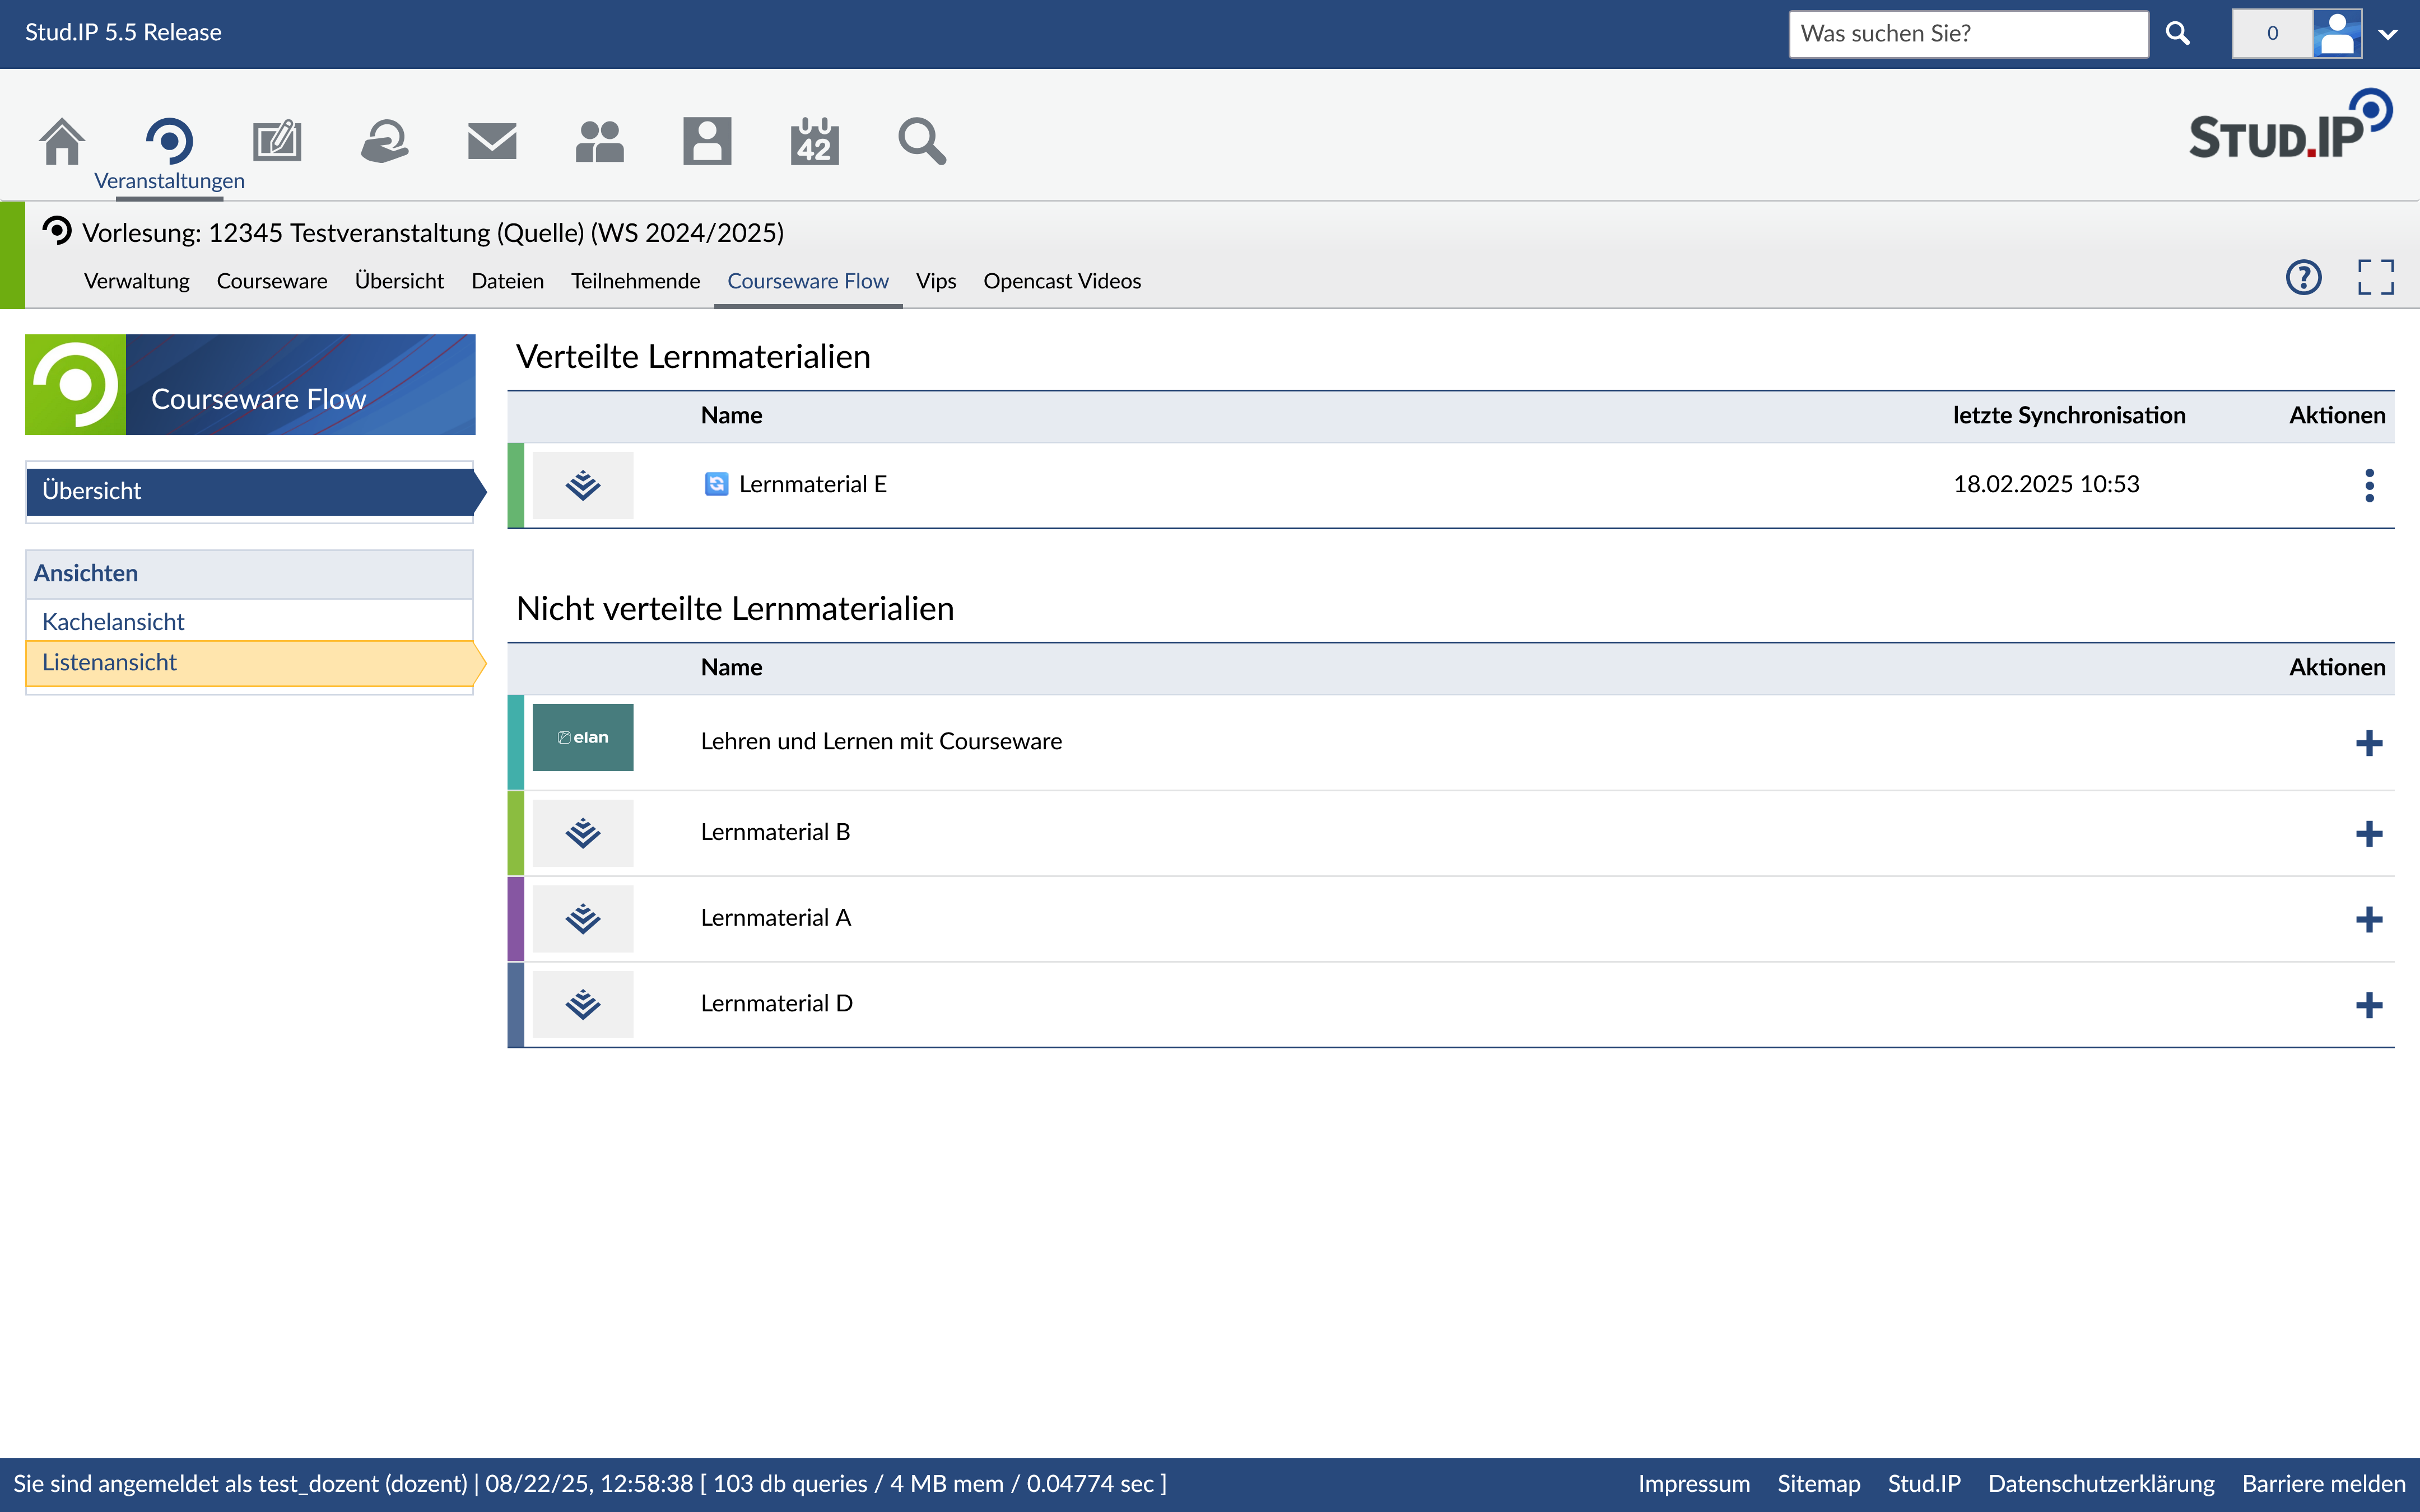 Stud.IP 5.5 Release
Was suchen Sie?
0
42
Veranstaltungen
STUD.IP
Vorlesung: 12345 Testveranstaltung (Quelle) (WS 2024/2025)
Verwaltung Courseware Übersicht Dateien Teilnehmende Courseware Flow Vips Opencast Videos
?
Courseware Flow
Übersicht
Ansichten
Kachelansicht
Listenansicht
Verteilte Lernmaterialien
Name letzte Synchronisation Aktionen
Lernmaterial E 18.02.2025 10:53
Nicht verteilte Lernmaterialien
Name Aktionen
elan Lehren und Lernen mit Courseware
Lernmaterial B
Lernmaterial A
Lernmaterial D
Sie sind angemeldet als test_dozent (dozent) | 08/22/25, 12:58:38 [ 103 db queries / 4 MB mem / 0.04774 sec ]
Impressum Sitemap Stud.IP Datenschutzerklärung Barriere melden